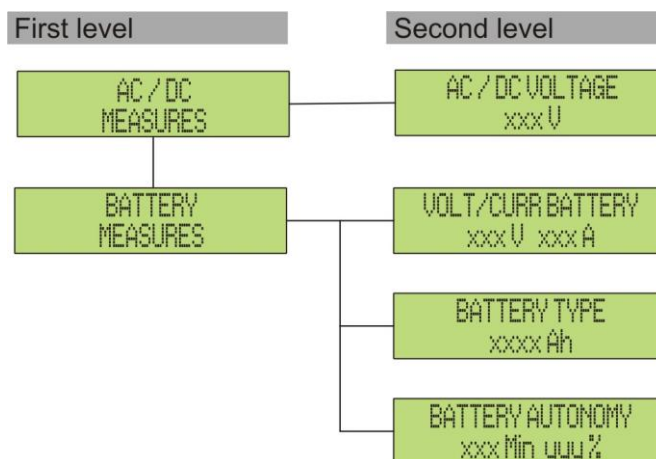 First level
Second level
AC / DC
MEASURES
AC / DC VOLTAGE
xxx V
BATTERY
MEASURES
VOLT/CURR BATTERY
xxx V xxx A
BATTERY TYPE
xxxx Ah
BATTERY AUTONOMY
xxx Min yyy %